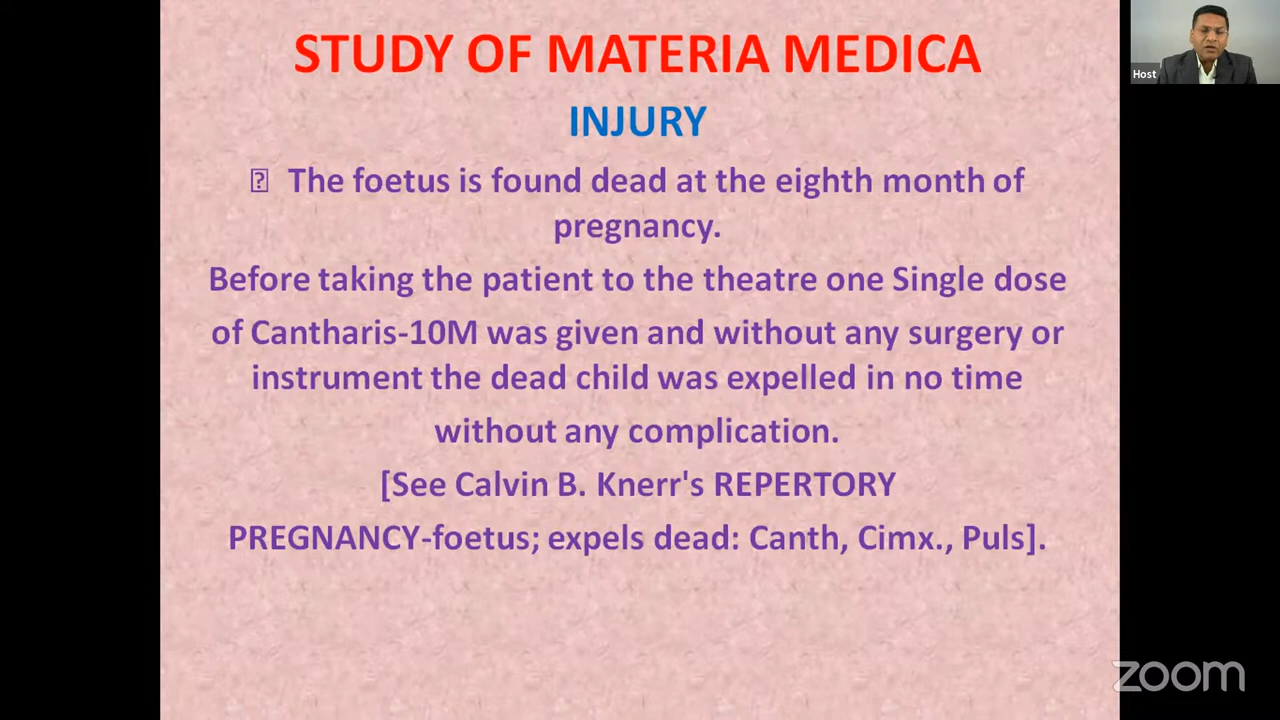 STUDY OF MATERIA MEDICA
Host
INJURY
The foetus is found dead at the eighth month of
pregnancy.
Before taking the patient to the theatre one Single dose
of Cantharis-10M was given and without any surgery or
instrument the dead child was expelled in no time
without any complication.
[See Calvin B. Knerr's REPERTORY
PREGNANCY-foetus; expels dead: Canth, Cimx., Puls].
zoom